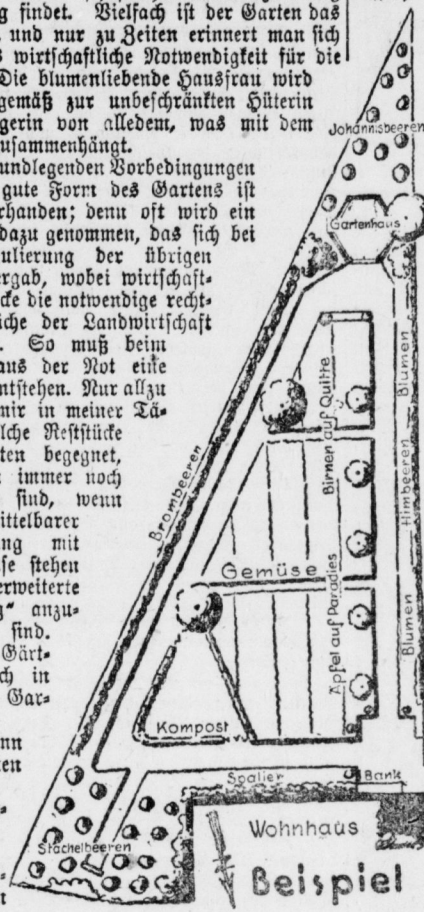 g findet. Vielfach ist der Garten das
und nur zu Zeiten erinnert man sich
s wirtschaftliche Notwendigkeit für die
Die blumenliebende Hausfrau wird
gemäß zur unbeschränkten Hüterin
gerin von alledem, was mit dem
usammenhängt.
undlegenden Vorbedingungen
gute Form des Gartens ist
rhanden; denn oft wird ein
dazu genommen, das sich bei
ulierung der übrigen
ergab, wobei wirtschaft-
cke die notwendige recht-
iche der Landwirtschaft
. So muß beim
aus der Not eine
entstehen. Nur allzu
mir in meiner Tä-
lche Reststücke
ten begegnet,
immer noch
sind, wenn
ittelbarer
ng mit
se stehen
erweiterte
g" anzu-
sind.
Gärt-
ch in
Gar-
nn
ten
Johannisbeeren
Gartenhaus
Brombeeren
Birnen auf Quitte
Blumen
Himbeeren
Gemüse
Äpfel auf Paradies
Blumen
Kompost
Spalier
Bank
Stachelbeeren
Wohnhaus
Beispiel